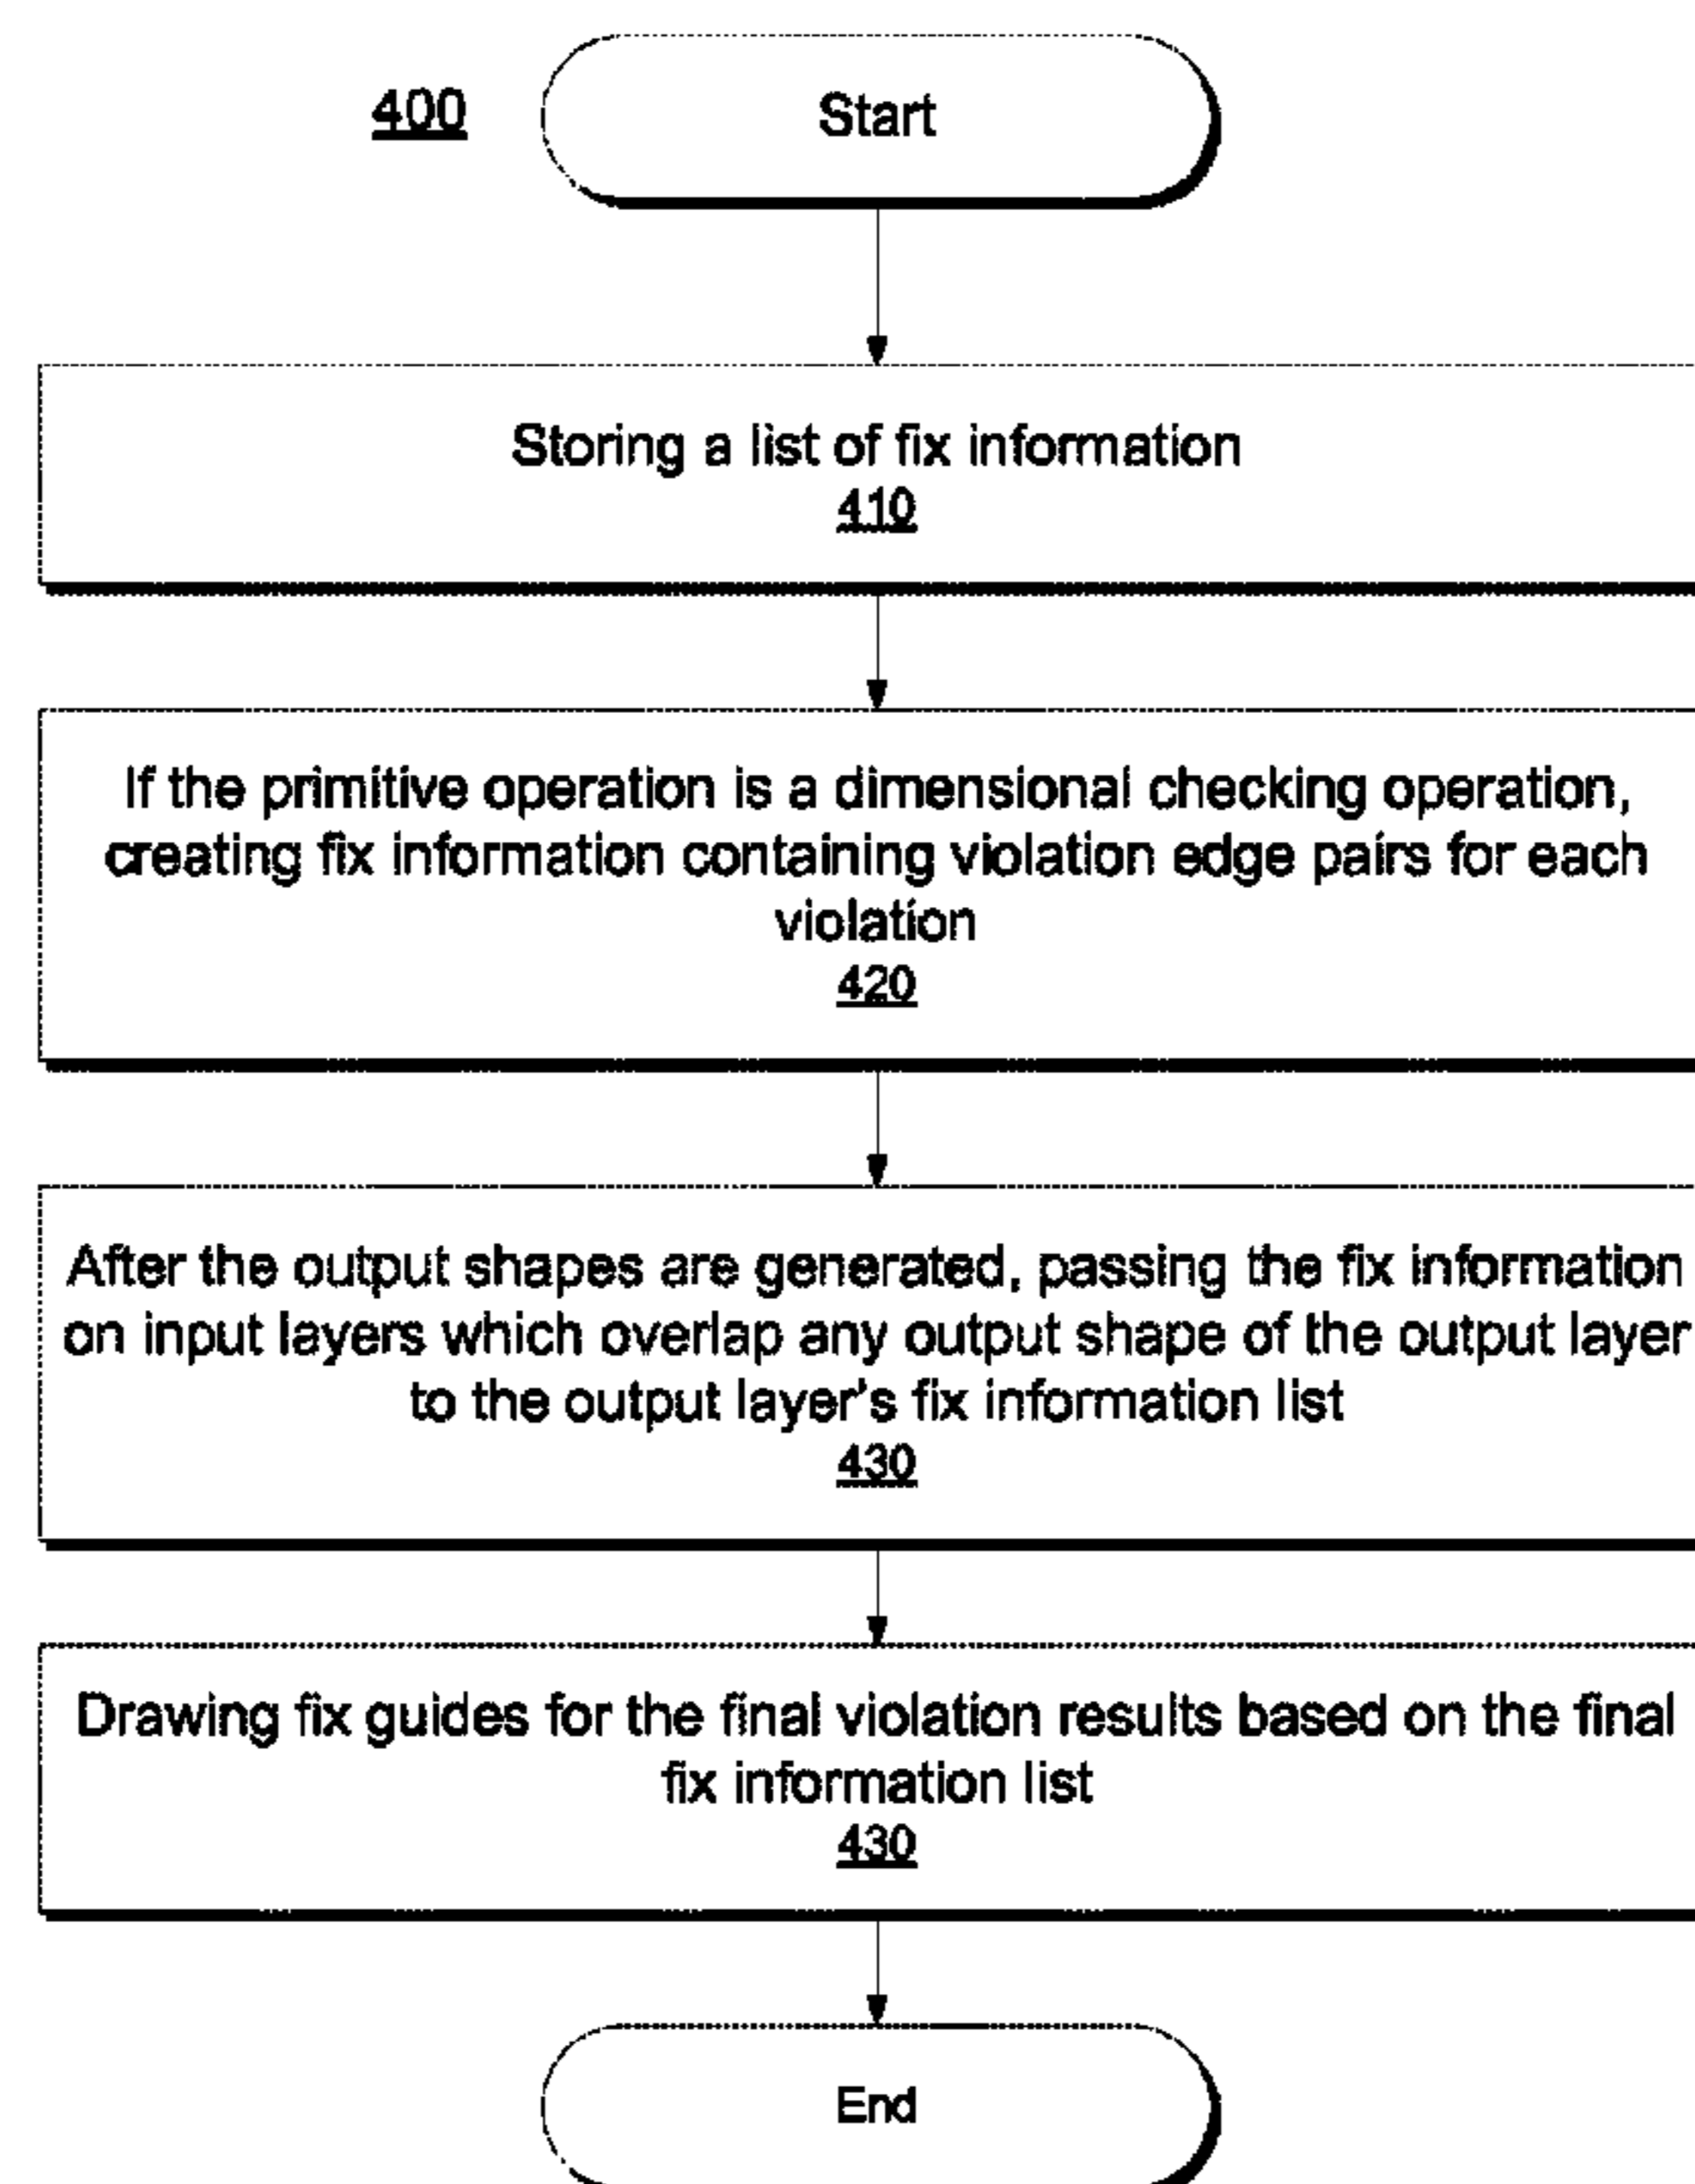 400
Start
Storing a list of fix information
410
If the primitive operation is a dimensional checking operation,
creating fix information containing violation edge pairs for each
violation
420
After the output shapes are generated, passing the fix information
on input layers which overlap any output shape of the output layer
to the output layer's fix information list
430
Drawing fix guides for the final violation results based on the final
fix information list
430
End